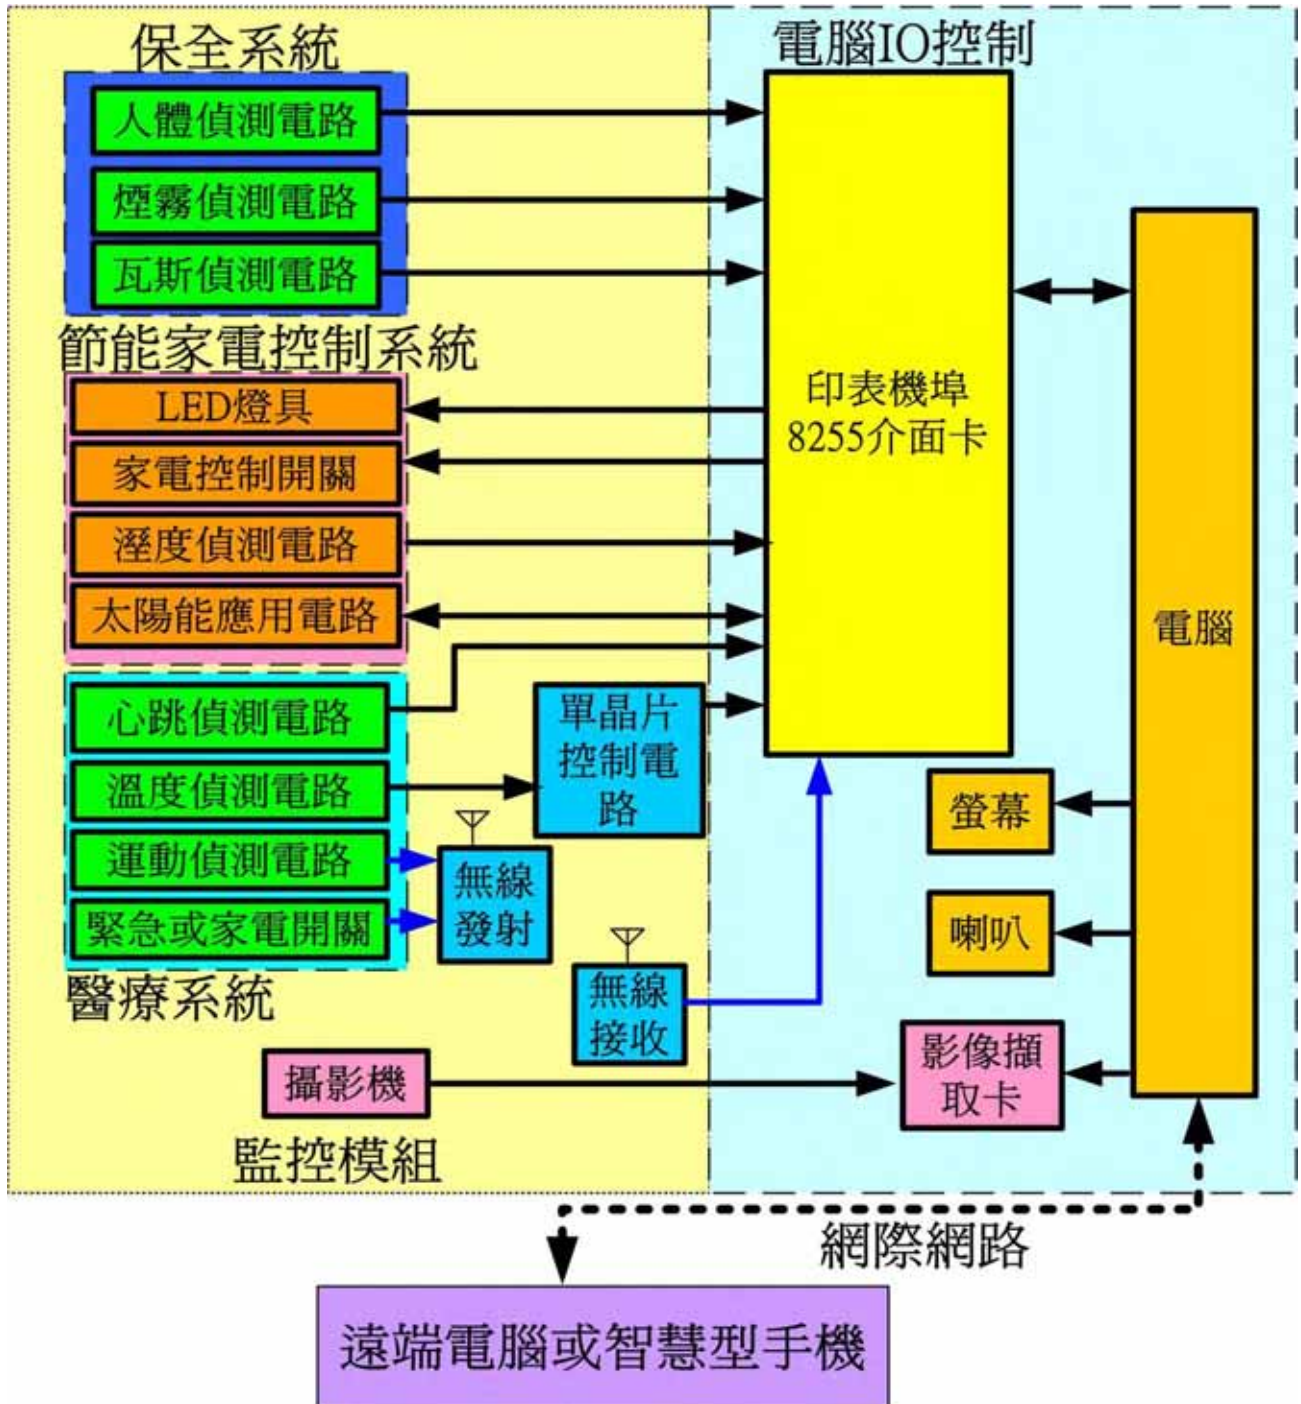 保全系統
電腦IO控制
人體偵測電路
煙霧偵測電路
瓦斯偵測電路
節能家電控制系統
LED燈具
家電控制開關
溼度偵測電路
太陽能應用電路
印表機埠
8255介面卡
電腦
心跳偵測電路
溫度偵測電路
運動偵測電路
緊急或家電開關
醫療系統
單晶片
控制電
路
無線
發射
無線
接收
螢幕
喇叭
影像擷
取卡
攝影機
監控模組
網際網路
遠端電腦或智慧型手機